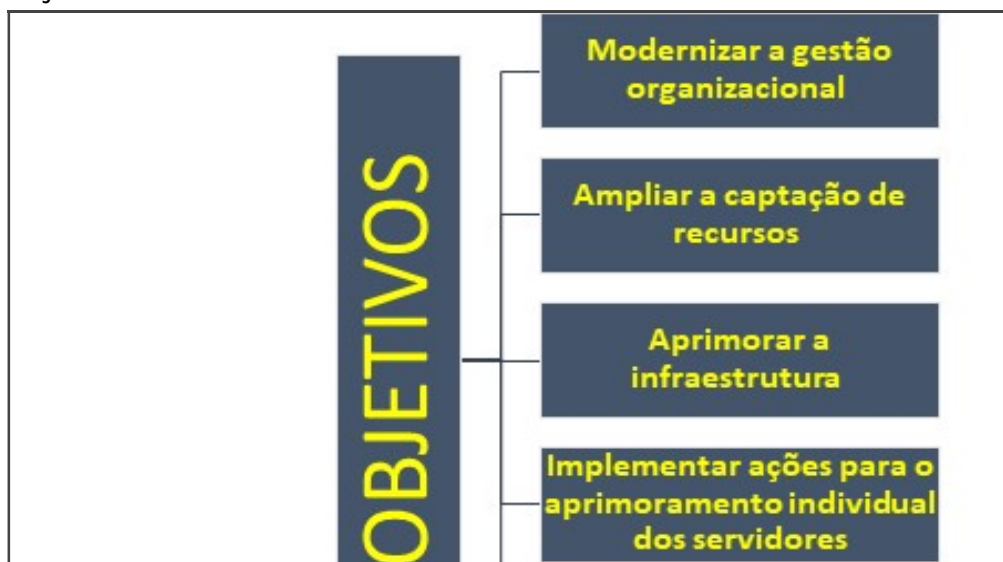 OBJETIVOS
Modernizar a gestão
organizacional
Ampliar a captação de
recursos
Aprimorar a
infraestrutura
Implementar ações para o
aprimoramento individual
dos servidores